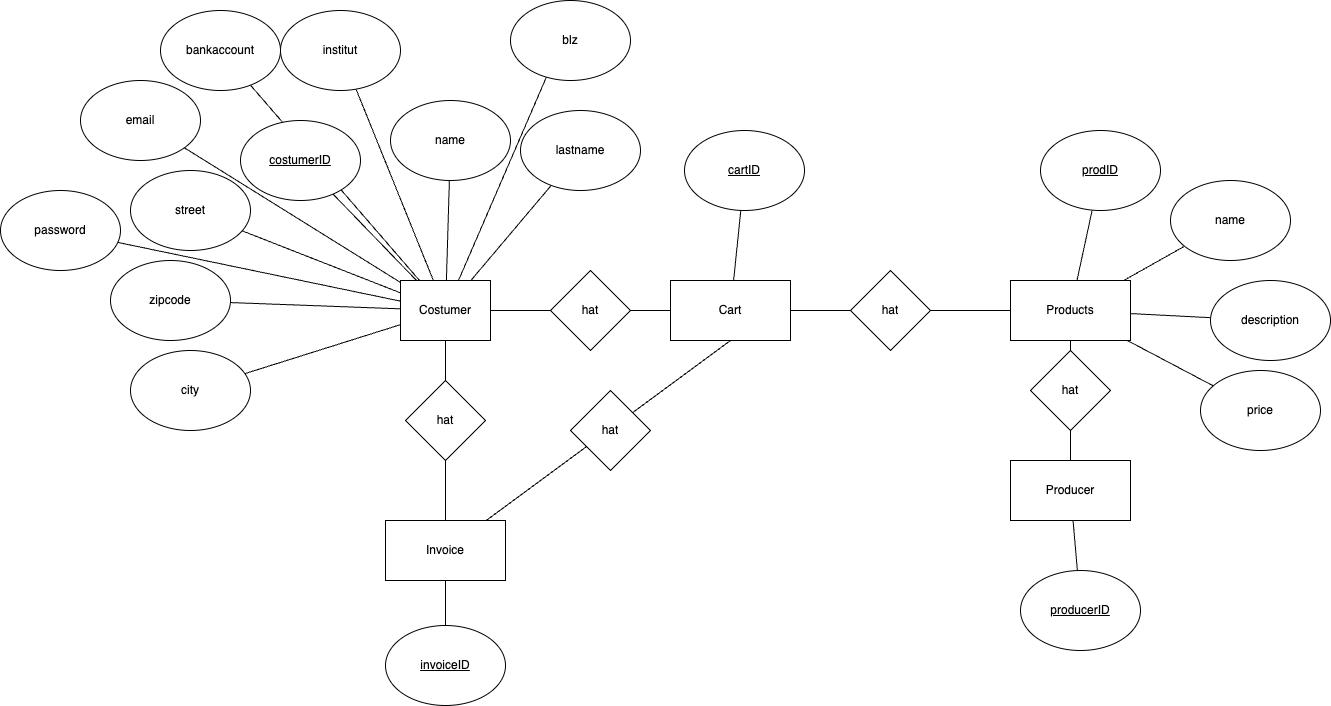 blz
bankaccount
institut
email
name
lastname
costumerID
cartID
prodID
street
name
password
zipcode
Costumer
hat
Cart
hat
Products
description
city
hat
hat
hat
price
Producer
Invoice
producerID
invoiceID